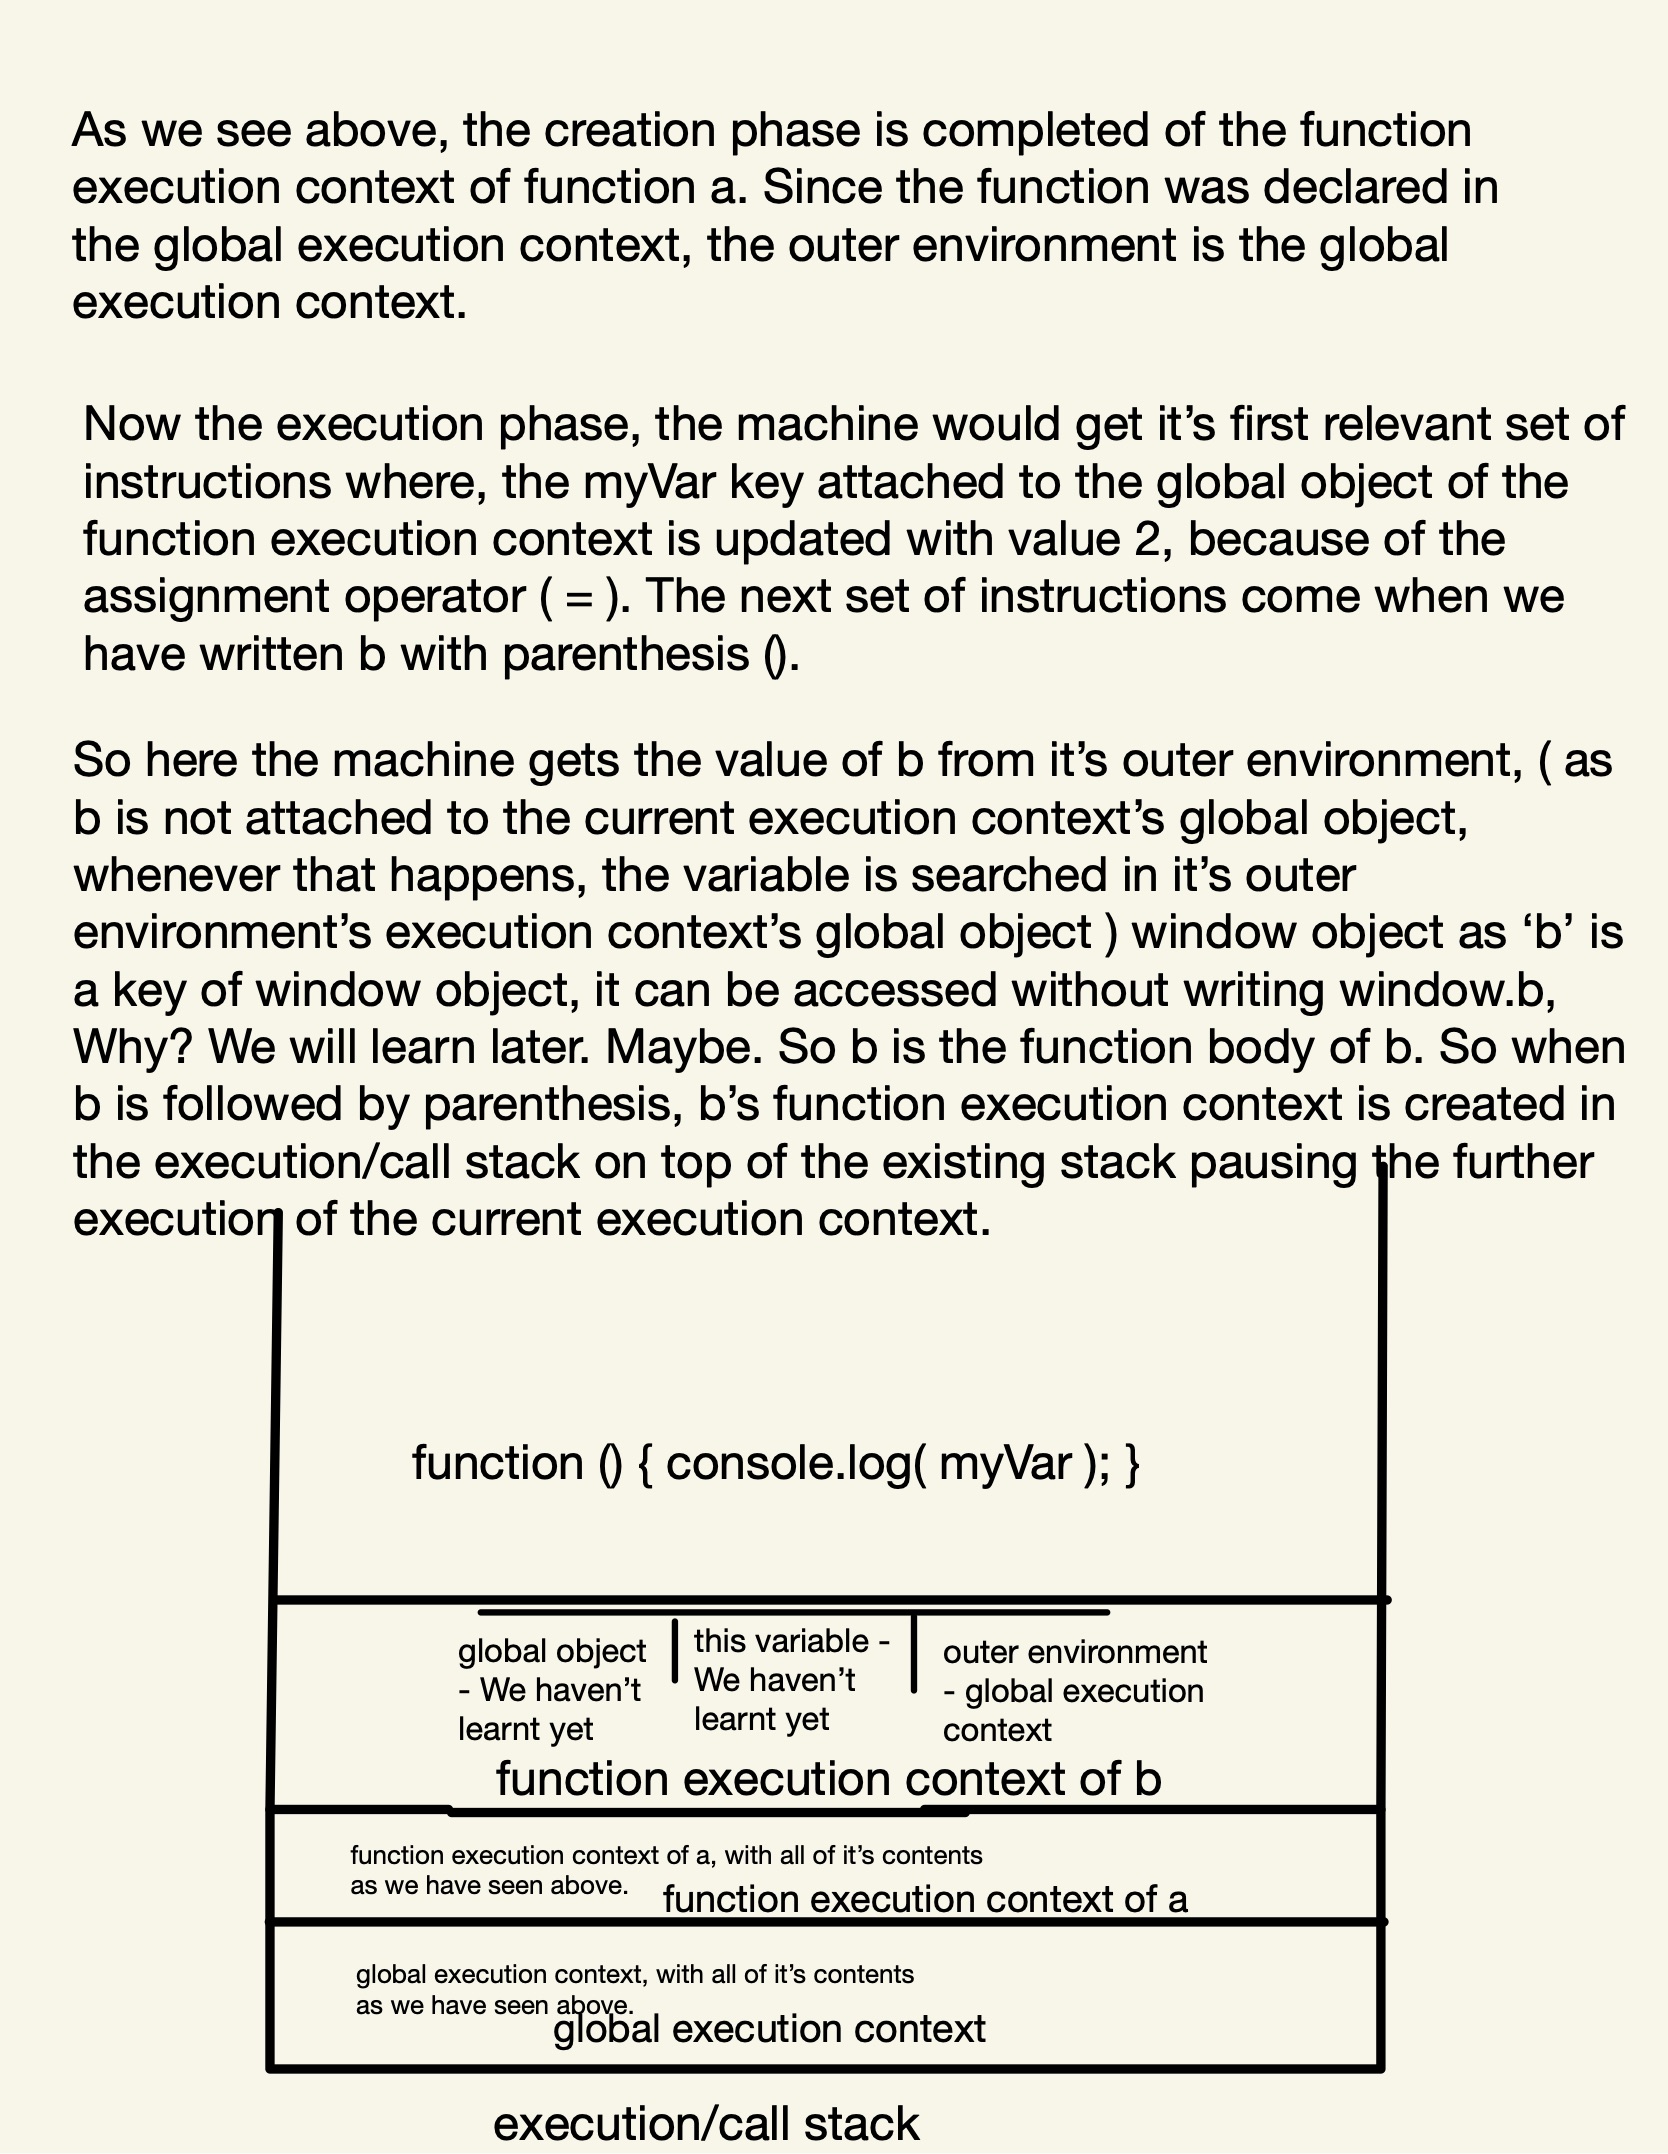 As we see above, the creation phase is completed of the function
execution context of function a. Since the function was declared in
the global execution context, the outer environment is the global
execution context.
Now the execution phase, the machine would get it’s first relevant set of
instructions where, the myVar key attached to the global object of the
function execution context is updated with value 2, because of the
assignment operator ( = ). The next set of instructions come when we
have written b with parenthesis ().
So here the machine gets the value of b from it’s outer environment, ( as
b is not attached to the current execution context’s global object,
whenever that happens, the variable is searched in it’s outer
environment’s execution context’s global object ) window object as ‘b’ is
a key of window object, it can be accessed without writing window.b,
Why? We will learn later. Maybe. So b is the function body of b. So when
b is followed by parenthesis, b’s function execution context is created in
the execution/call stack on top of the existing stack pausing the further
execution of the current execution context.
function () { console.log( myVar ); }
global object
- We haven’t
learnt yet
this variable -
We haven’t
learnt yet
outer environment
- global execution
context
function execution context of b
function execution context of a, with all of it’s contents
as we have seen above.
function execution context of a
global execution context, with all of it’s contents
as we have seen above.
global execution context
execution/call stack